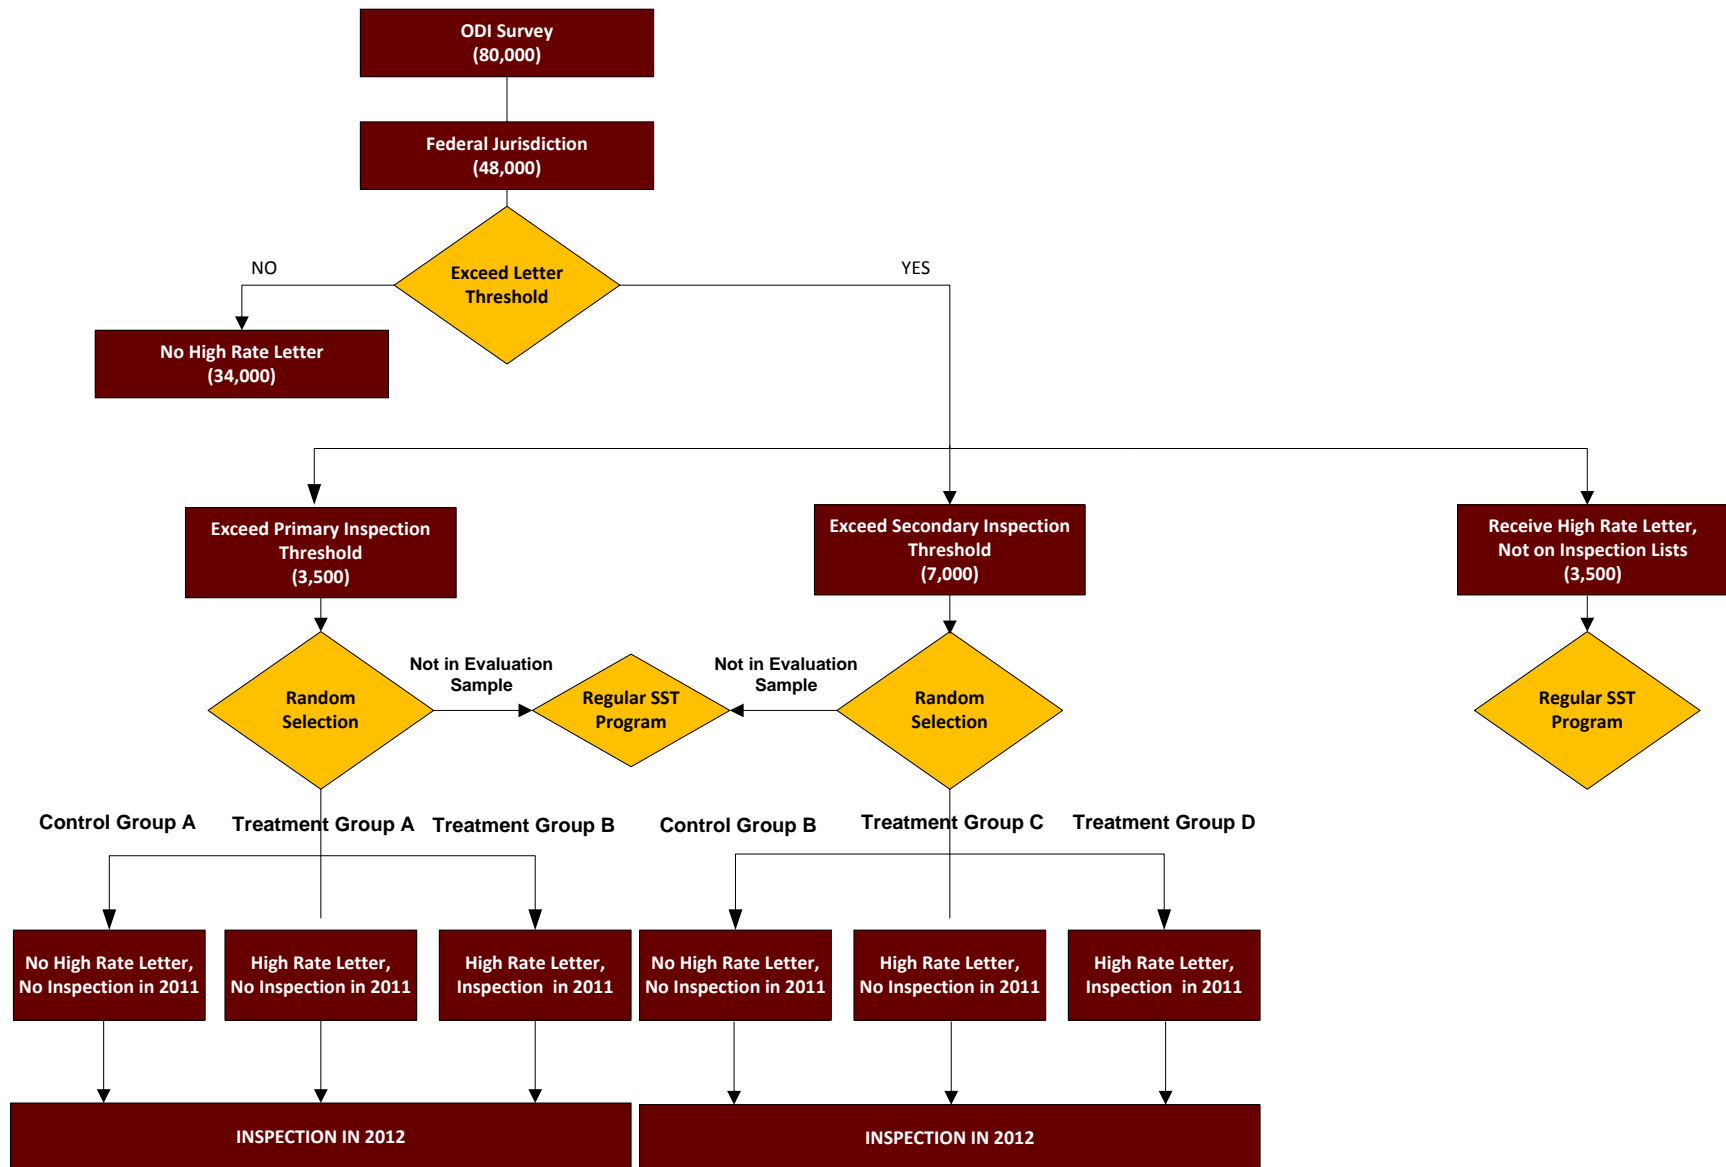 ODI Survey
(80,000)
Federal Jurisdiction
(48,000)
Exceed Letter
Threshold
NO
YES
No High Rate Letter
(34,000)
Exceed Primary Inspection
Threshold
(3,500)
Exceed Secondary Inspection
Threshold
(7,000)
Receive High Rate Letter,
Not on Inspection Lists
(3,500)
Random
Selection
Not in Evaluation
Sample
Regular SST
Program
Not in Evaluation
Sample
Random
Selection
Regular SST
Program
Control Group A
Treatment Group A
Treatment Group B
Control Group B
Treatment Group C
Treatment Group D
No High Rate Letter,
No Inspection in 2011
High Rate Letter,
No Inspection in 2011
High Rate Letter,
Inspection in 2011
No High Rate Letter,
No Inspection in 2011
High Rate Letter,
No Inspection in 2011
High Rate Letter,
Inspection in 2011
INSPECTION IN 2012
INSPECTION IN 2012